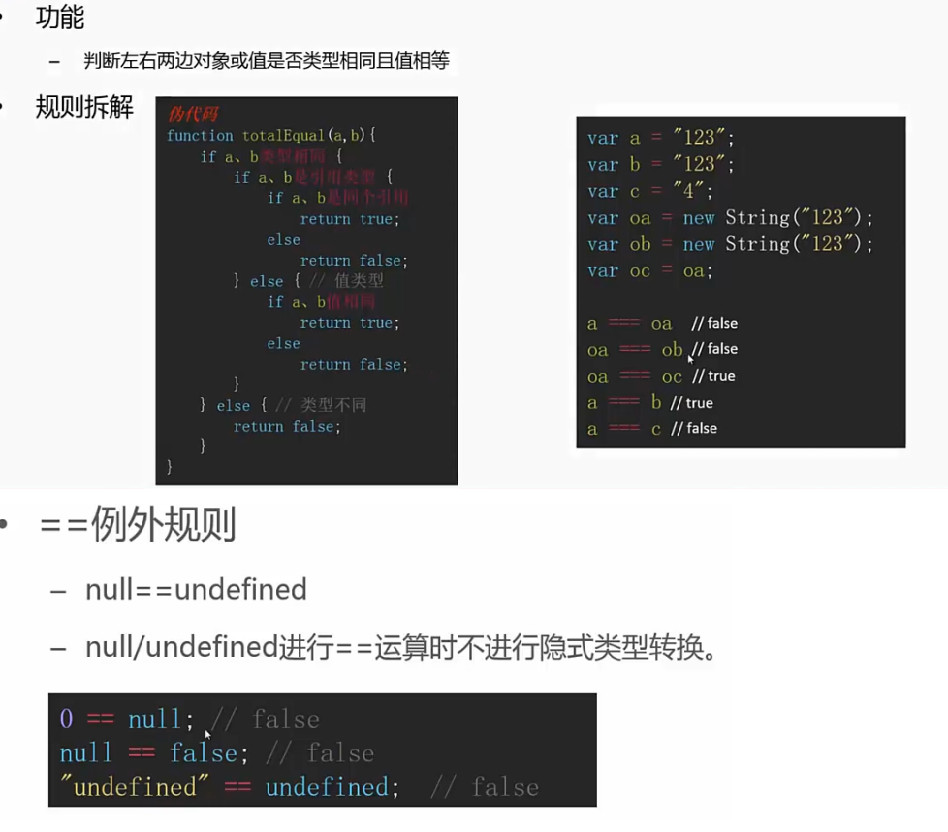 • 功能
– 判断左右两边对象或值是否类型相同且值相等
• 规则拆解
伪代码
function totalEqual(a,b){
if a、b类型相同 {
if a、b是引用类型 {
if a、b是同个引用
return true;
else
return false;
} else { // 值类型
if a、b值相同
return true;
else
return false;
}
} else { // 类型不同
return false;
}
}
var a = "123";
var b = "123";
var c = "4";
var oa = new String("123");
var ob = new String("123");
var oc = oa;
a === oa //false
oa === ob //false
oa === oc //true
a === b //true
a === c //false
• ==例外规则
– null==undefined
– null/undefined进行==运算时不进行隐式类型转换。
0 == null; // false
null == false; // false
"undefined" == undefined; // false